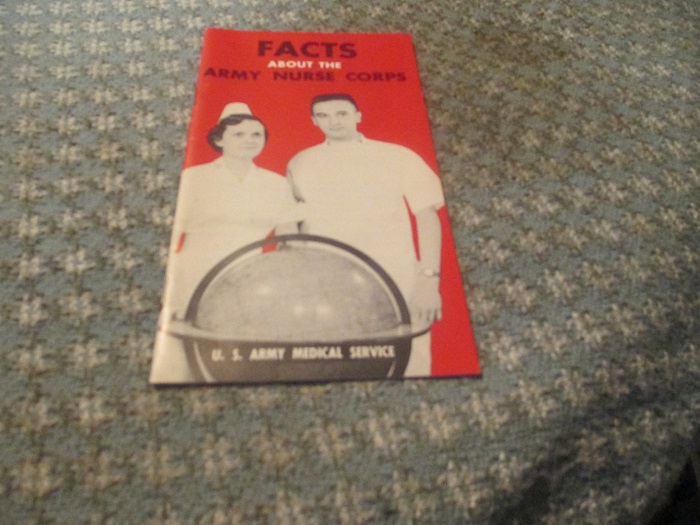 FACTS
ABOUT THE
ARMY NURSE CORPS
U. S. ARMY MEDICAL SERVICE